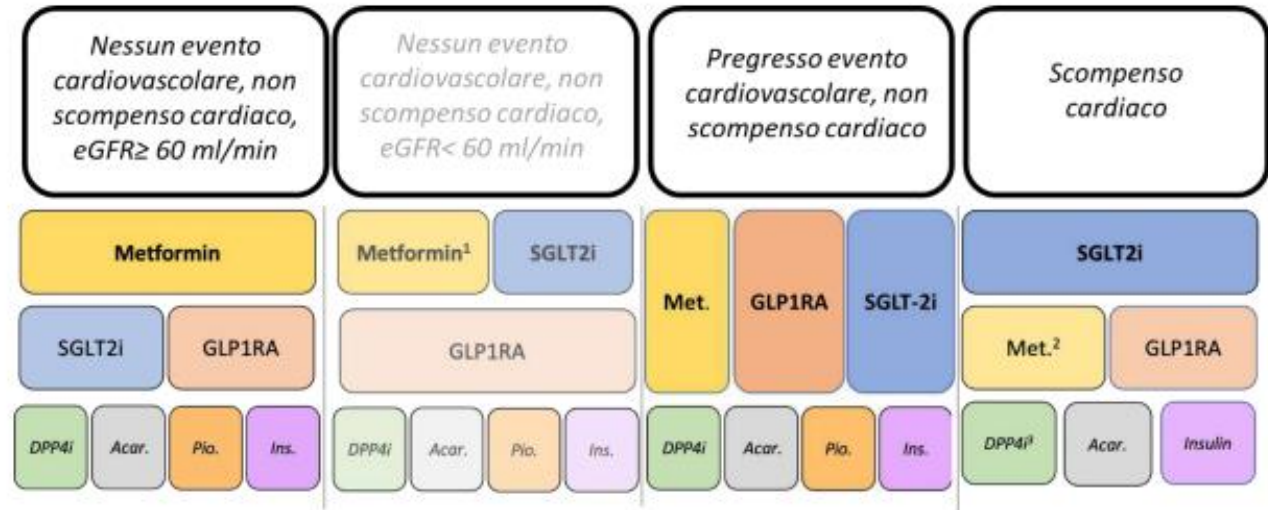 Nessun evento
cardiovascolare, non
scompenso cardiaco,
eGFR≥ 60 ml/min
Nessun evento
cardiovascolare, non
scompenso cardiaco,
eGFR< 60 ml/min
Pregresso evento
cardiovascolare, non
scompenso cardiaco
Scompenso
cardiaco
Metformin
SGLT2i
GLP1RA
DPP4i
Acar.
Pio.
Ins.
Metformin¹
SGLT2i
GLP1RA
DPP4i
Acar.
Pio.
Ins.
Met.
GLP1RA
SGLT-2i
DPP4i
Acar.
Pio.
Ins.
SGLT2i
Met.²
GLP1RA
DPP4i³
Acar.
Insulin